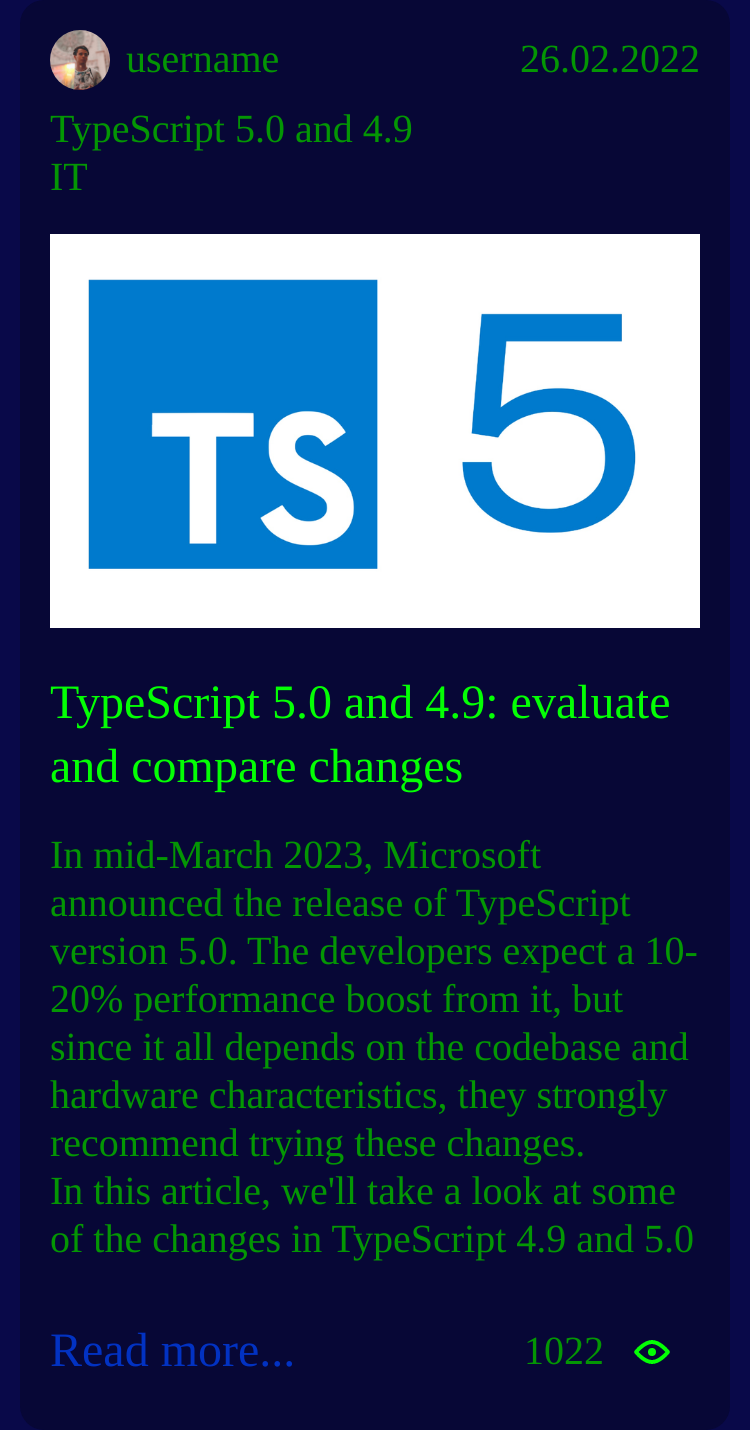 username 26.02.2022
TypeScript 5.0 and 4.9
IT
TS 5
TypeScript 5.0 and 4.9: evaluate
and compare changes
In mid-March 2023, Microsoft
announced the release of TypeScript
version 5.0. The developers expect a 10-
20% performance boost from it, but
since it all depends on the codebase and
hardware characteristics, they strongly
recommend trying these changes.
In this article, we'll take a look at some
of the changes in TypeScript 4.9 and 5.0
Read more... 1022